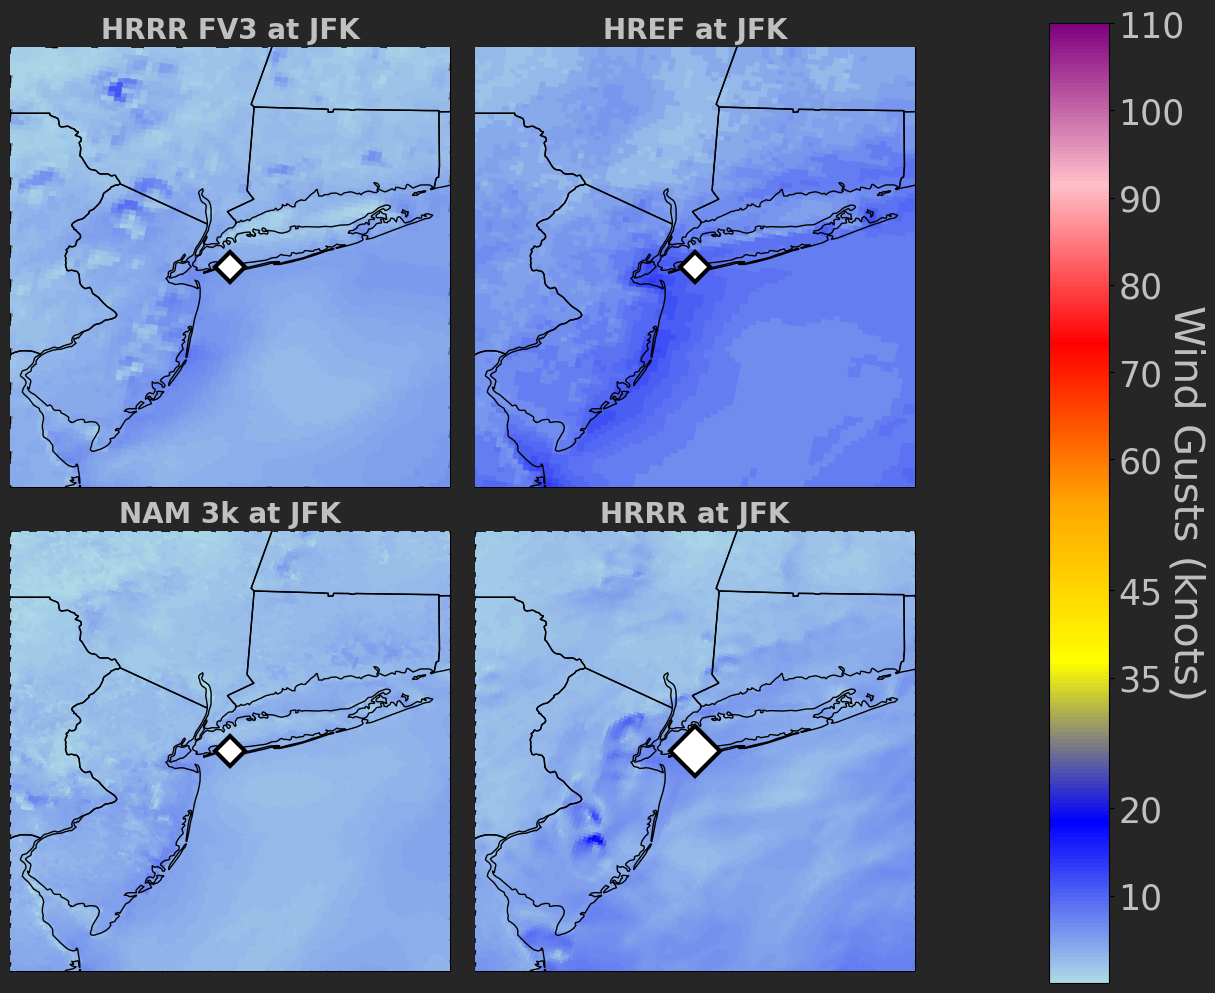 HRRR FV3 at JFK
HREF at JFK
NAM 3k at JFK
HRRR at JFK
110
100
90
80
70
60
45
35
20
10
Wind Gusts (knots)